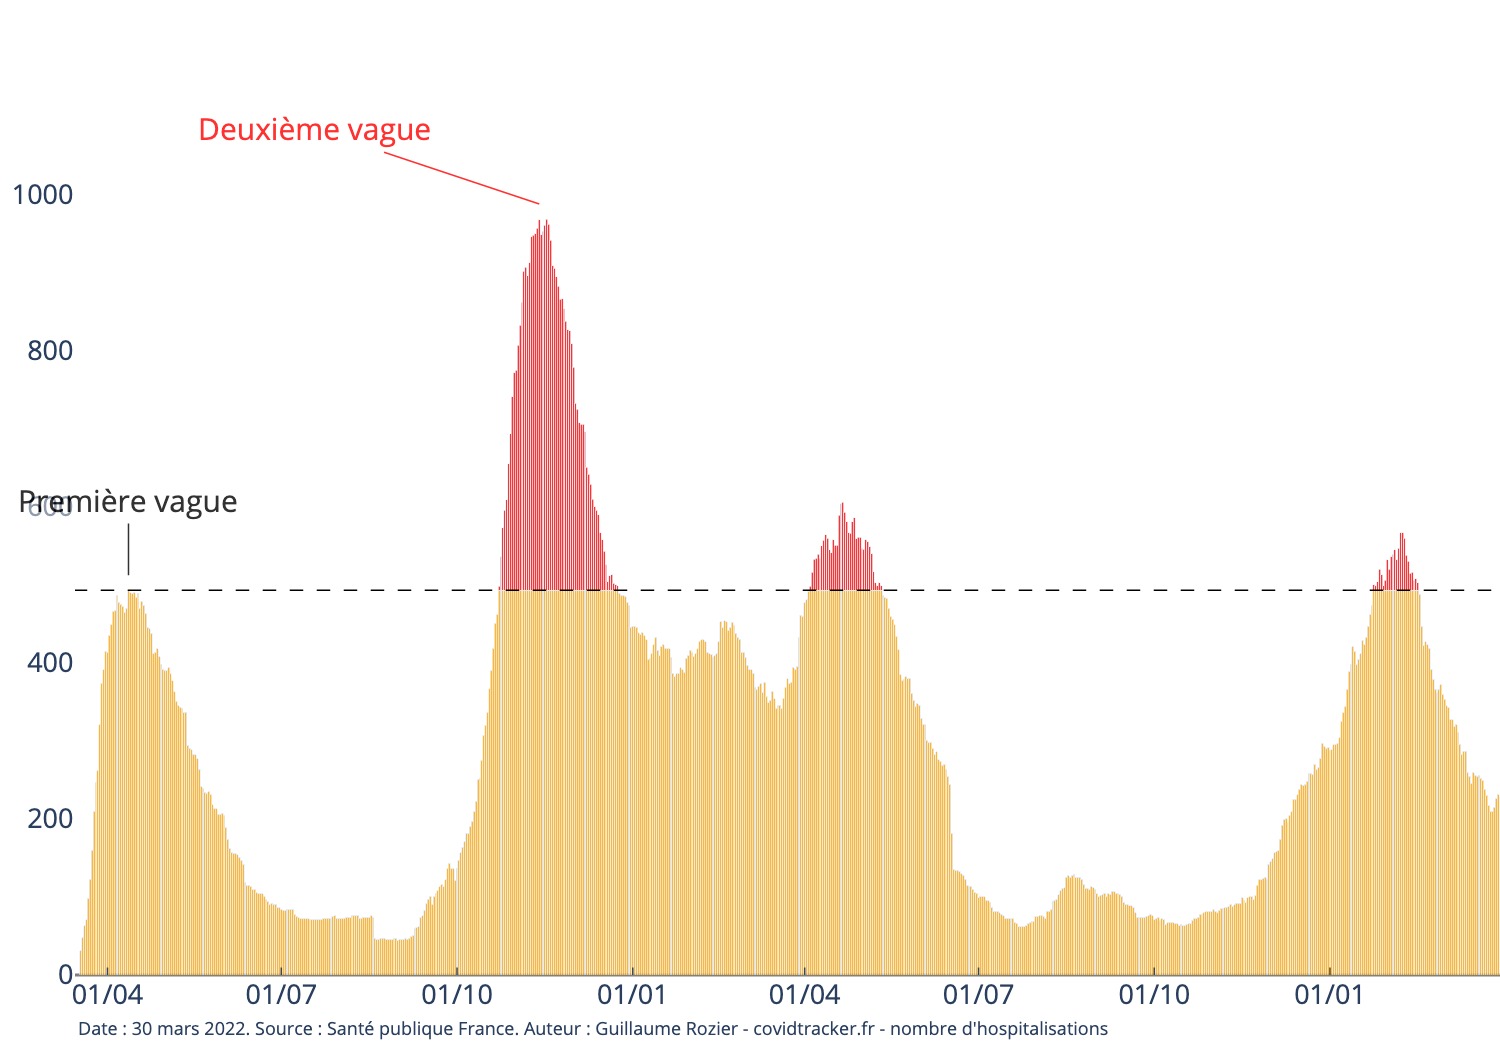 Deuxième vague
1000
800
600
Première vague
400
200
0
01/04 01/07 01/10 01/01 01/04 01/07 01/10 01/01
Date : 30 mars 2022. Source : Santé publique France. Auteur : Guillaume Rozier - covidtracker.fr - nombre d'hospitalisations